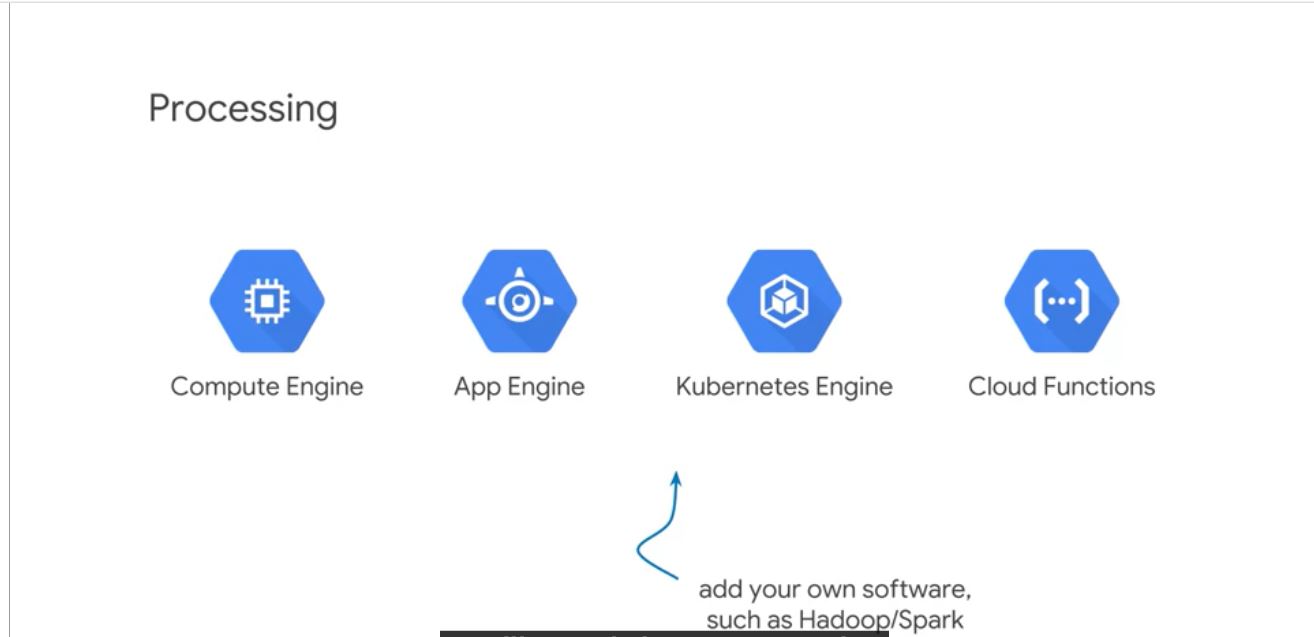 Processing
Compute Engine
App Engine
Kubernetes Engine
Cloud Functions
add your own software,
such as Hadoop/Spark